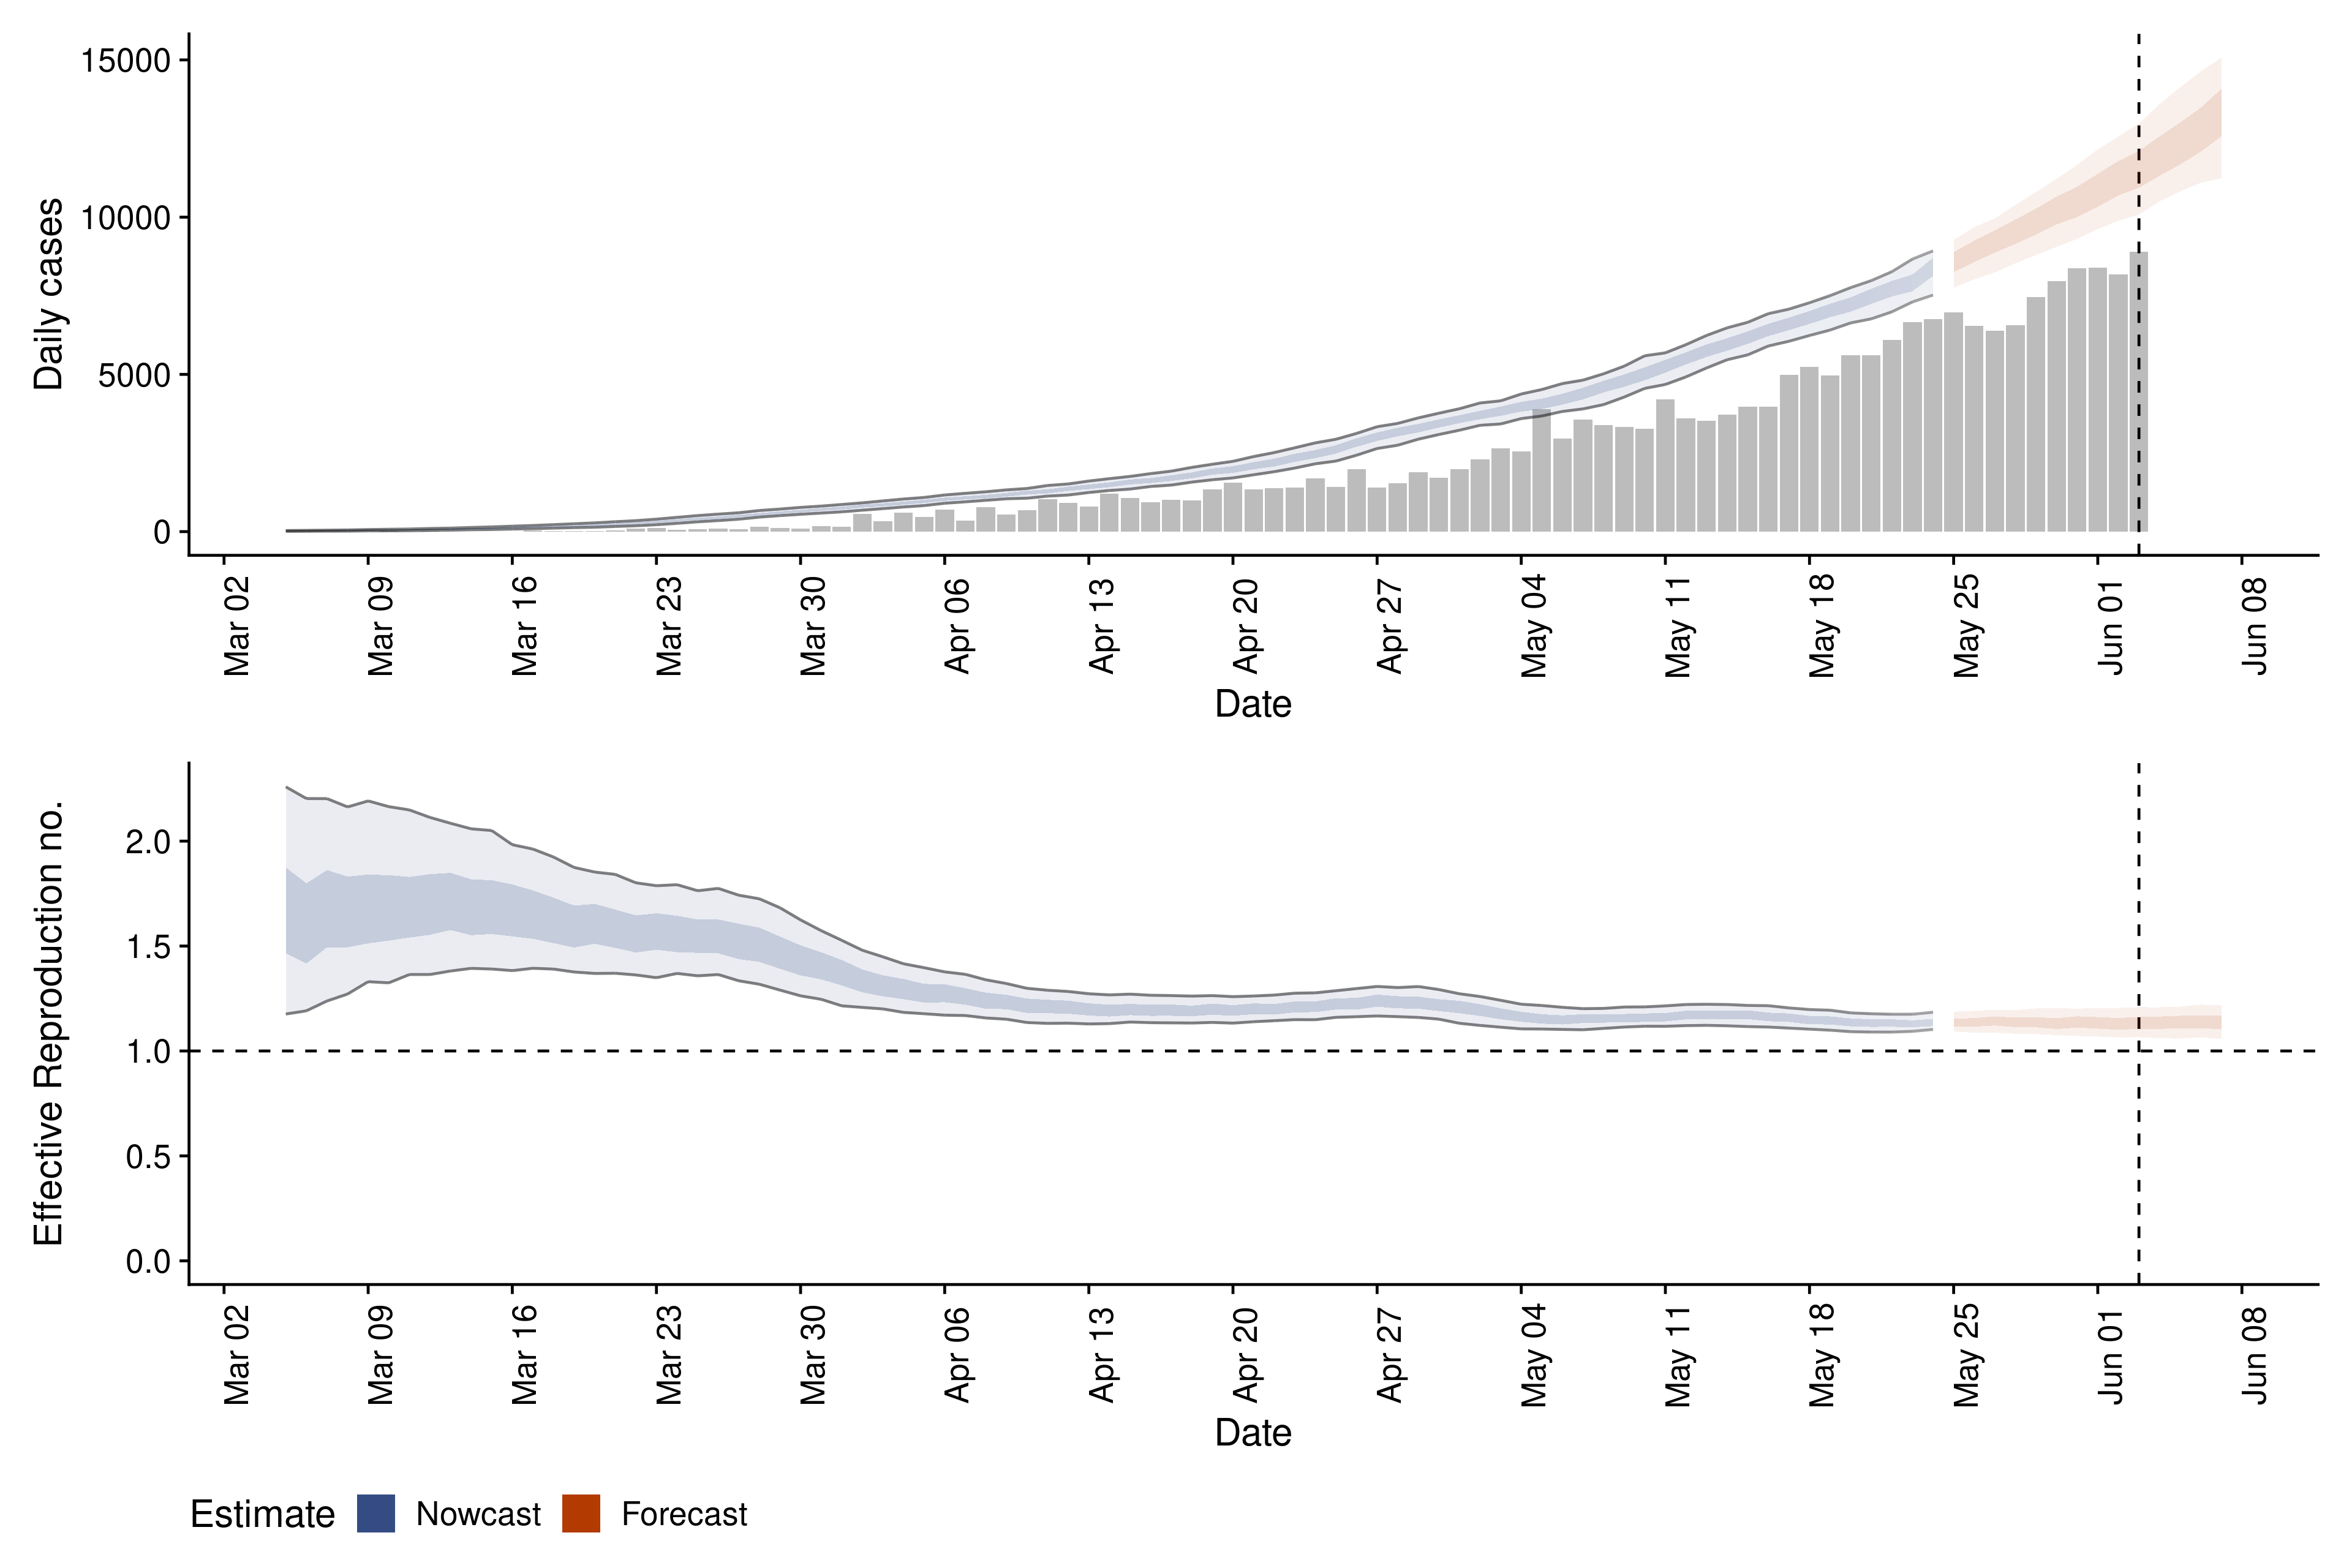 Daily cases
15000
10000
5000
0
Mar 02
Mar 09
Mar 16
Mar 23
Mar 30
Apr 06
Apr 13
Apr 20
Apr 27
May 04
May 11
May 18
May 25
Jun 01
Jun 08
Date
Effective Reproduction no.
2.0
1.5
1.0
0.5
0.0
Mar 02
Mar 09
Mar 16
Mar 23
Mar 30
Apr 06
Apr 13
Apr 20
Apr 27
May 04
May 11
May 18
May 25
Jun 01
Jun 08
Date
Estimate Nowcast Forecast